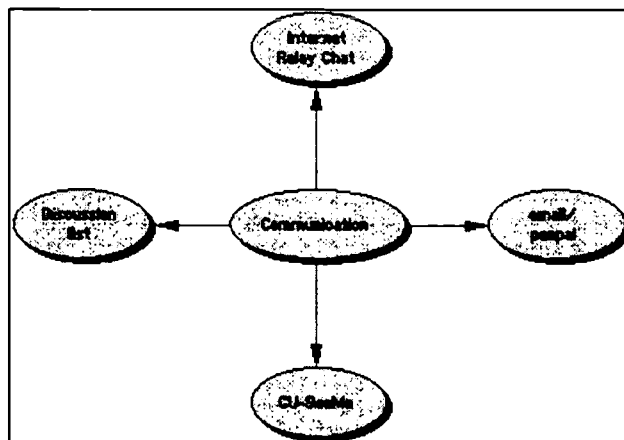 Internet
Relay Chat
Discussion
list
Communication
email/
penpal
CU-SeeMe